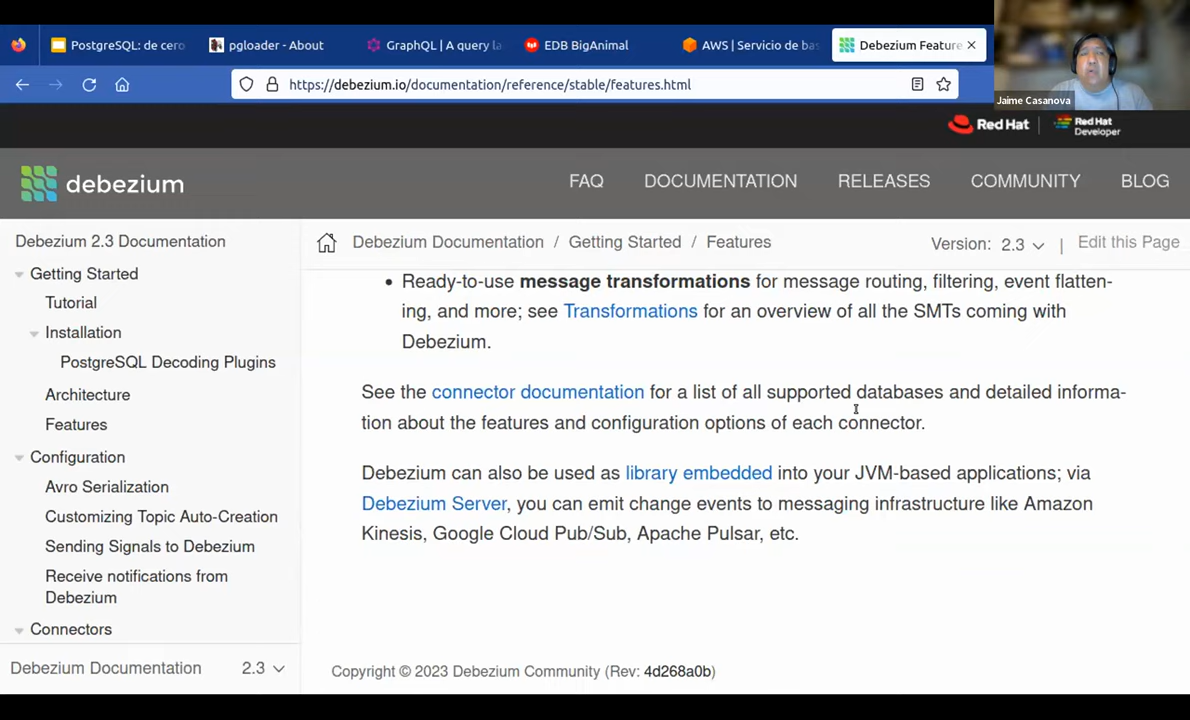 PostgreSQL: de cero
pgloader - About
GraphQL | A query la
EDB BigAnimal
AWS | Servicio de bas
Debezium Feature
https://debezium.io/documentation/reference/stable/features.html
Jaime Casanova
Red Hat
Red Hat
Developer
debezium
FAQ
DOCUMENTATION
RELEASES
COMMUNITY
BLOG
Debezium 2.3 Documentation
Getting Started
Tutorial
Installation
PostgreSQL Decoding Plugins
Architecture
Features
Configuration
Avro Serialization
Customizing Topic Auto-Creation
Sending Signals to Debezium
Receive notifications from
Debezium
Connectors
Debezium Documentation 2.3
Debezium Documentation / Getting Started / Features
Version: 2.3 | Edit this Page
• Ready-to-use message transformations for message routing, filtering, event flatten-
ing, and more; see Transformations for an overview of all the SMTs coming with
Debezium.
See the connector documentation for a list of all supported databases and detailed informa-
tion about the features and configuration options of each connector.
Debezium can also be used as library embedded into your JVM-based applications; via
Debezium Server, you can emit change events to messaging infrastructure like Amazon
Kinesis, Google Cloud Pub/Sub, Apache Pulsar, etc.
Copyright © 2023 Debezium Community (Rev: 4d268a0b)